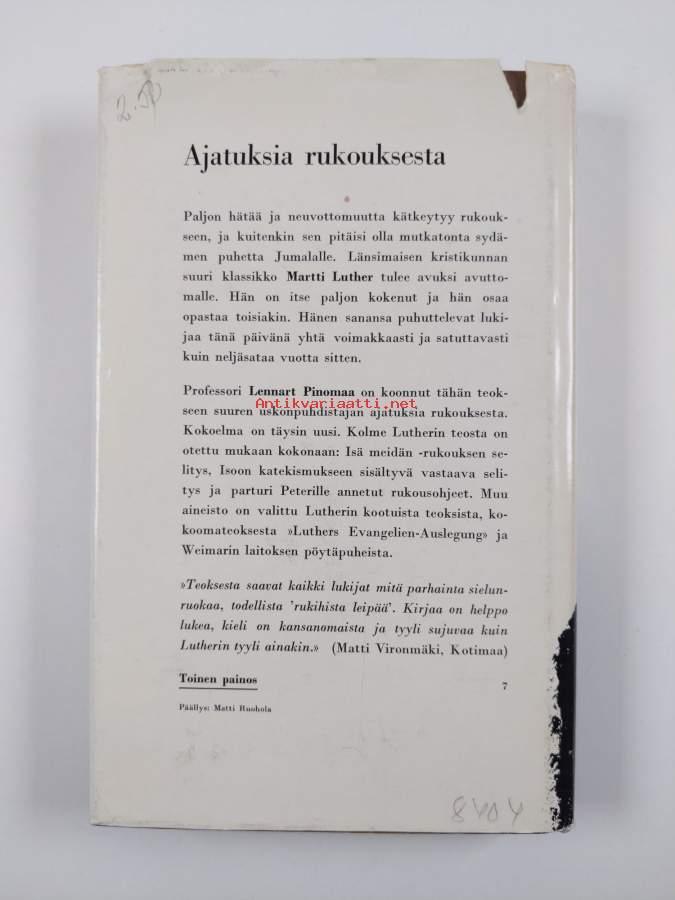 2.50
Ajatuksia rukouksesta
Paljon hätää ja neuvottomuutta kätkeytyy rukouk-
seen, ja kuitenkin sen pitäisi olla mutkatonta sydä-
men puhetta Jumalalle. Länsimaisen kristikunnan
suuri klassikko Martti Luther tulee avuksi avutto-
malle. Hän on itse paljon kokenut ja hän osaa
opastaa toisiakin. Hänen sanansa puhuttelevat luki-
jaa tänä päivänä yhtä voimakkaasti ja satuttavasti
kuin neljäsataa vuotta sitten.
Professori Lennart Pinomaa on koonnut tähän teok-
Antikvariaatti.net
seen suuren uskonpuhdistajan ajatuksia rukouksesta.
Kokoelma on täysin uusi. Kolme Lutherin teosta on
otettu mukaan kokonaan: Isä meidän -rukouksen se-
litys, Isoon katekismukseen sisältyvä vastaava seli-
tys ja parturi Peterille annetut rukousohjeet. Muu
aineisto on valittu Lutherin kootuista teoksista, ko-
koomateoksesta »Luthers Evangelien-Auslegung» ja
Weimarin laitoksen pöytäpuheista.
»Teoksesta saavat kaikki lukijat mitä parhainta sielun-
ruokaa, todellista 'rukihista leipää'. Kirjaa on helppo
lukea, kieli on kansanomaista ja tyyli sujuvaa kuin
Lutherin tyyli ainakin.» (Matti Vironmäki, Kotimaa)
Toinen painos
7
Päällys: Matti Ruohola
8404